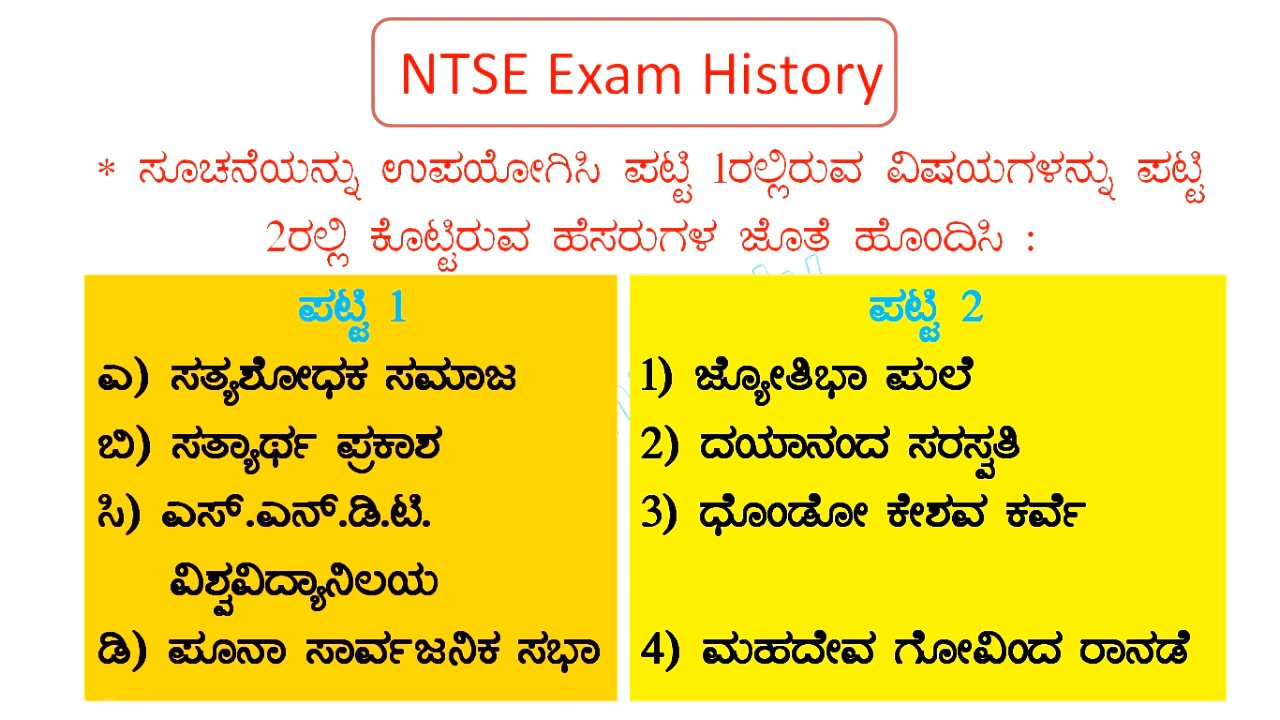 NTSE Exam History
* ಸೂಚನೆಯನ್ನು ಉಪಯೋಗಿಸಿ ಪಟ್ಟಿ 1ರಲ್ಲಿರುವ ವಿಷಯಗಳನ್ನು ಪಟ್ಟಿ
2ರಲ್ಲಿ ಕೊಟ್ಟಿರುವ ಹೆಸರುಗಳ ಜೊತೆ ಹೊಂದಿಸಿ :
ಪಟ್ಟಿ 1
ಎ) ಸತ್ಯಶೋಧಕ ಸಮಾಜ
ಬಿ) ಸತ್ಯಾರ್ಥ ಪ್ರಕಾಶ
ಸಿ) ಎಸ್.ಎನ್.ಡಿ.ಟಿ.
ವಿಶ್ವವಿದ್ಯಾನಿಲಯ
ಡಿ) ಪೂನಾ ಸಾರ್ವಜನಿಕ ಸಭಾ
ಪಟ್ಟಿ 2
1) ಜ್ಯೋತಿಭಾ ಪುಲೆ
2) ದಯಾನಂದ ಸರಸ್ವತಿ
3) ಧೊಂಡೋ ಕೇಶವ ಕರ್ವೆ
4) ಮಹದೇವ ಗೋವಿಂದ ರಾನಡೆ